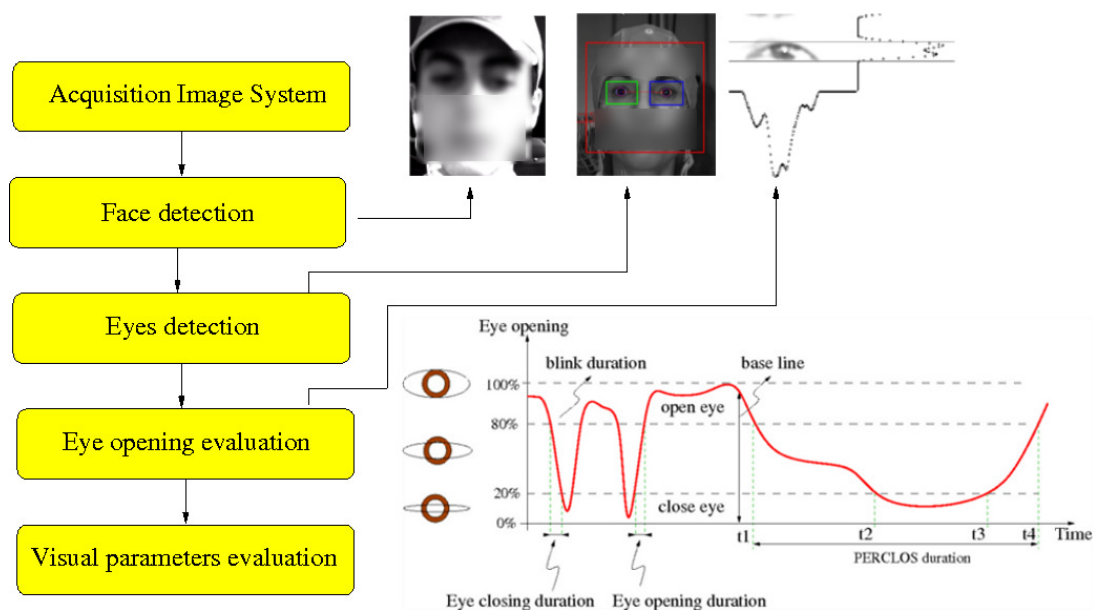 Acquisition Image System
Face detection
Eyes detection
Eye opening evaluation
Visual parameters evaluation
Eye opening
blink duration
base line
100%
open eye
80%
20%
close eye
0%
t1
t2
t3
t4
Time
PERCLOS duration
Eye closing duration
Eye opening duration